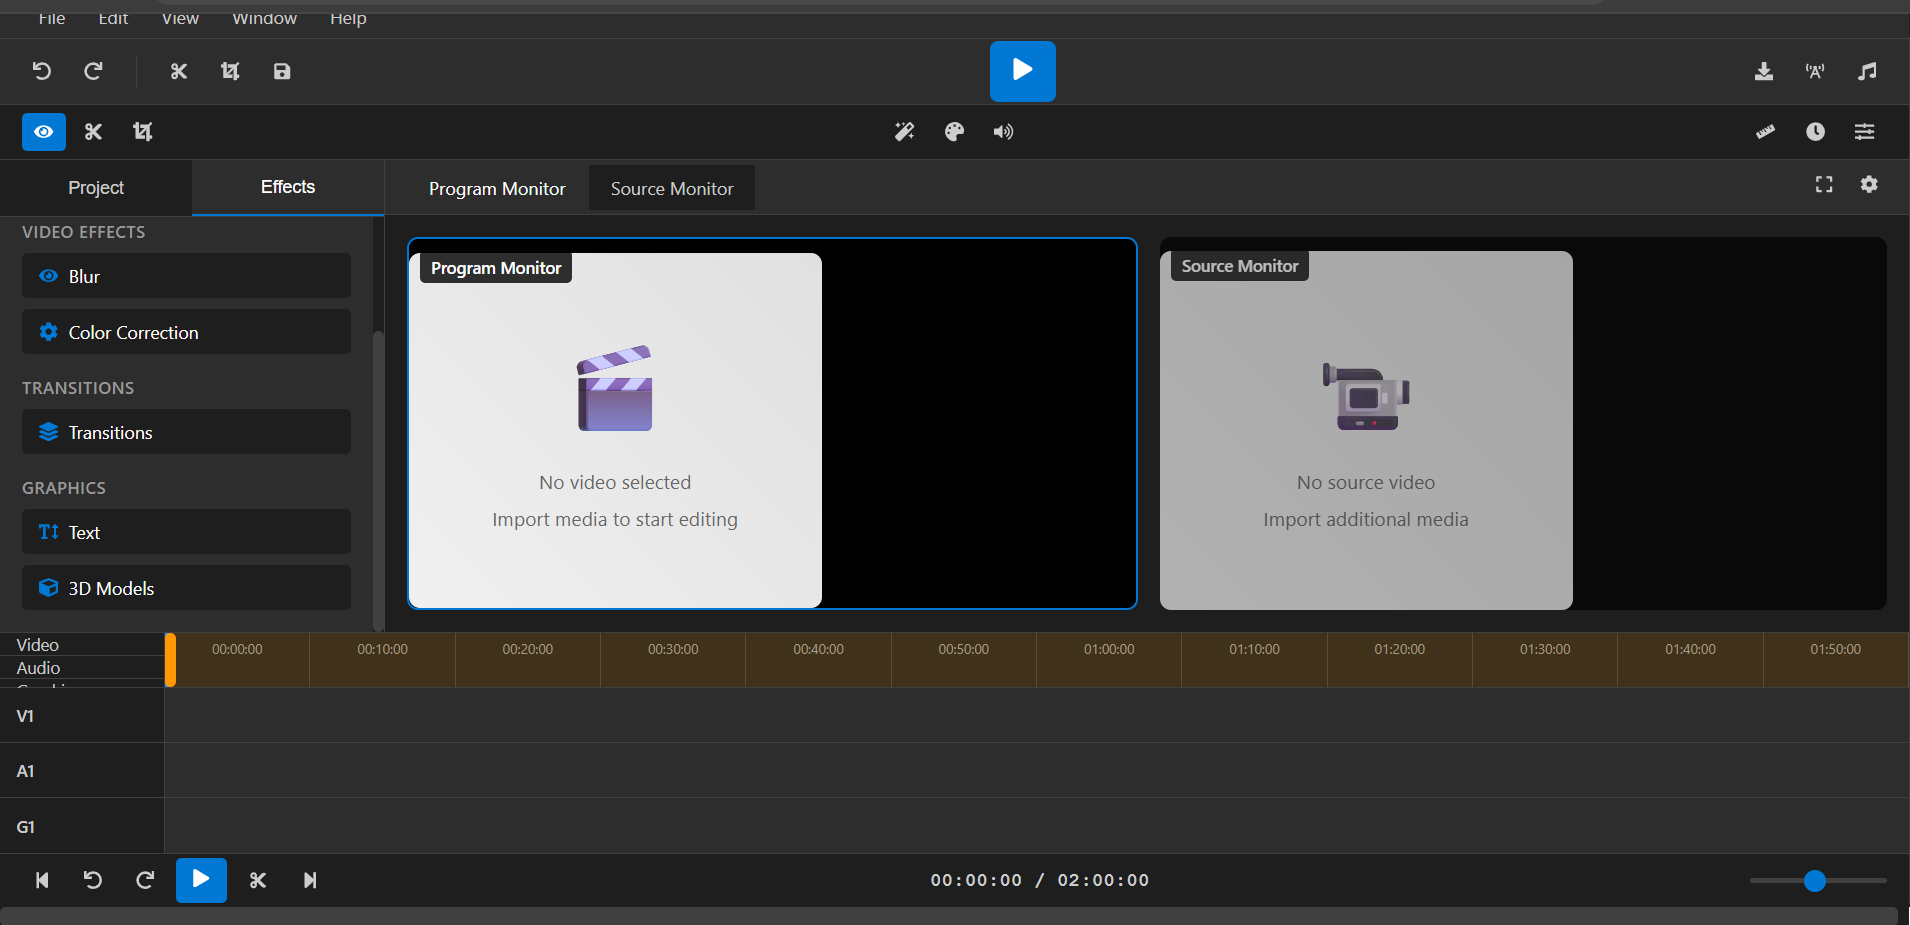 File Edit View Window Help
Project Effects Program Monitor Source Monitor
VIDEO EFFECTS
Blur
Color Correction
TRANSITIONS
Transitions
GRAPHICS
Text
3D Models
Program Monitor
No video selected
Import media to start editing
Source Monitor
No source video
Import additional media
Video
Audio
00:00:00 00:10:00 00:20:00 00:30:00 00:40:00 00:50:00 01:00:00 01:10:00 01:20:00 01:30:00 01:40:00 01:50:00
V1
A1
G1
00:00:00 / 02:00:00